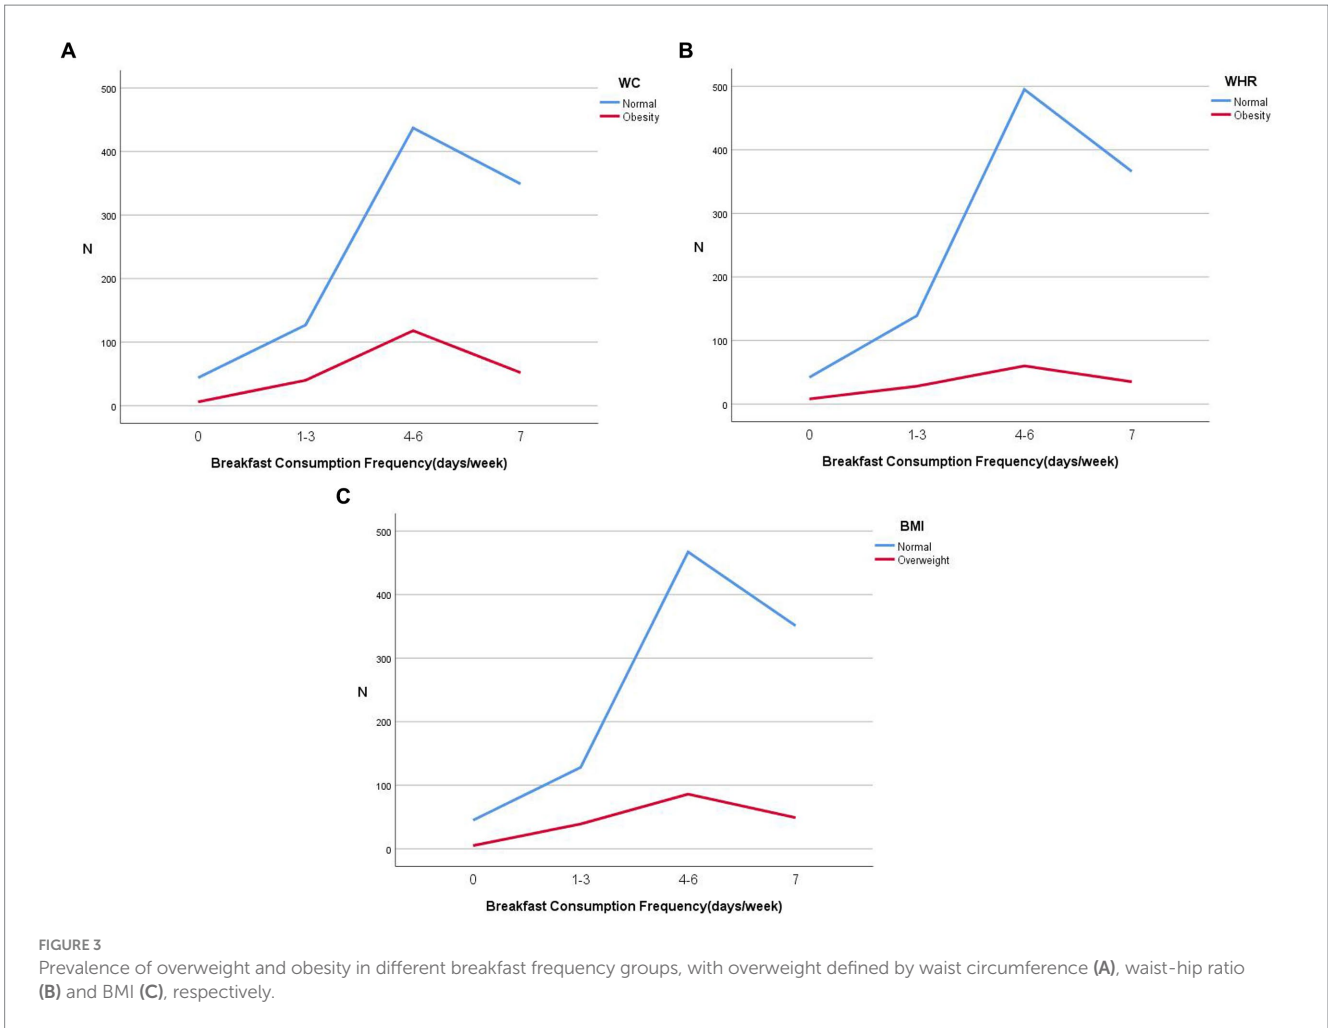 A
WC
Normal
Obesity
500
400
300
200
100
0
N
0 1-3 4-6 7
Breakfast Consumption Frequency(days/week)
B
WHR
Normal
Obesity
500
400
300
200
100
0
N
0 1-3 4-6 7
Breakfast Consumption Frequency(days/week)
C
BMI
Normal
Overweight
500
400
300
200
100
0
N
0 1-3 4-6 7
Breakfast Consumption Frequency(days/week)
FIGURE 3
Prevalence of overweight and obesity in different breakfast frequency groups, with overweight defined by waist circumference (A), waist-hip ratio
(B) and BMI (C), respectively.